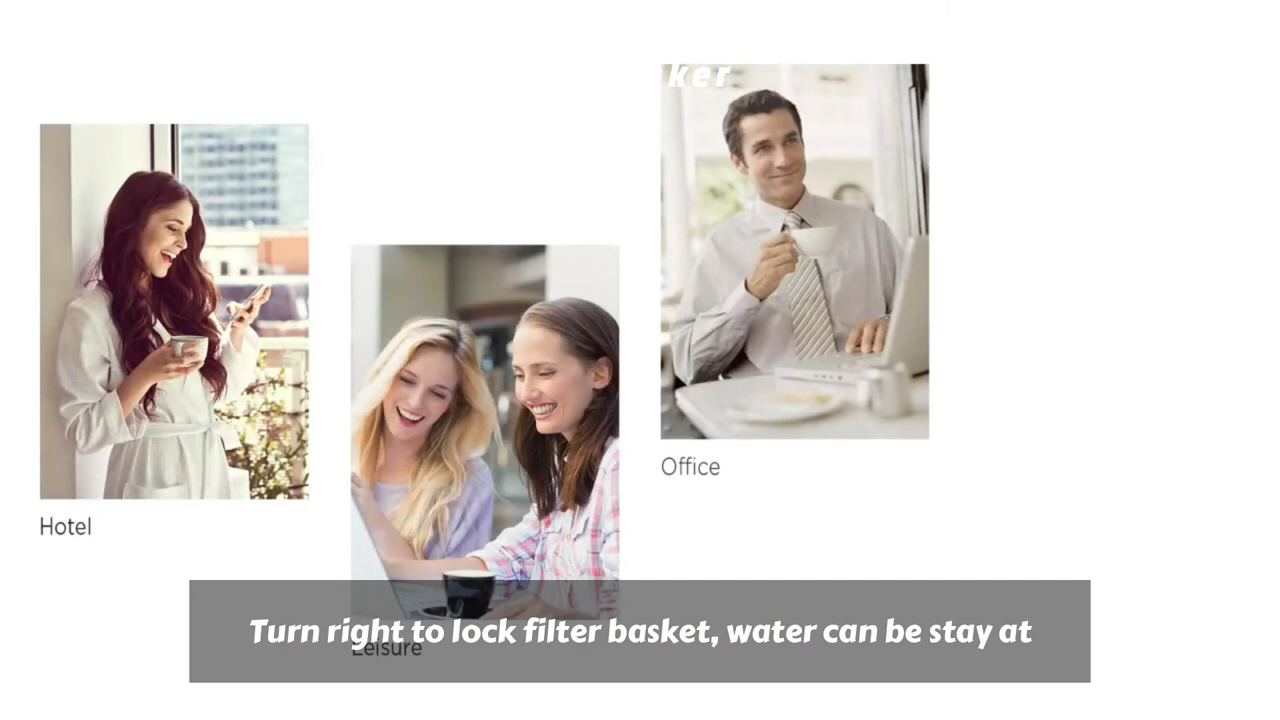 ker
Office
Hotel
Turn right to lock filter basket, water can be stay at
Leisure